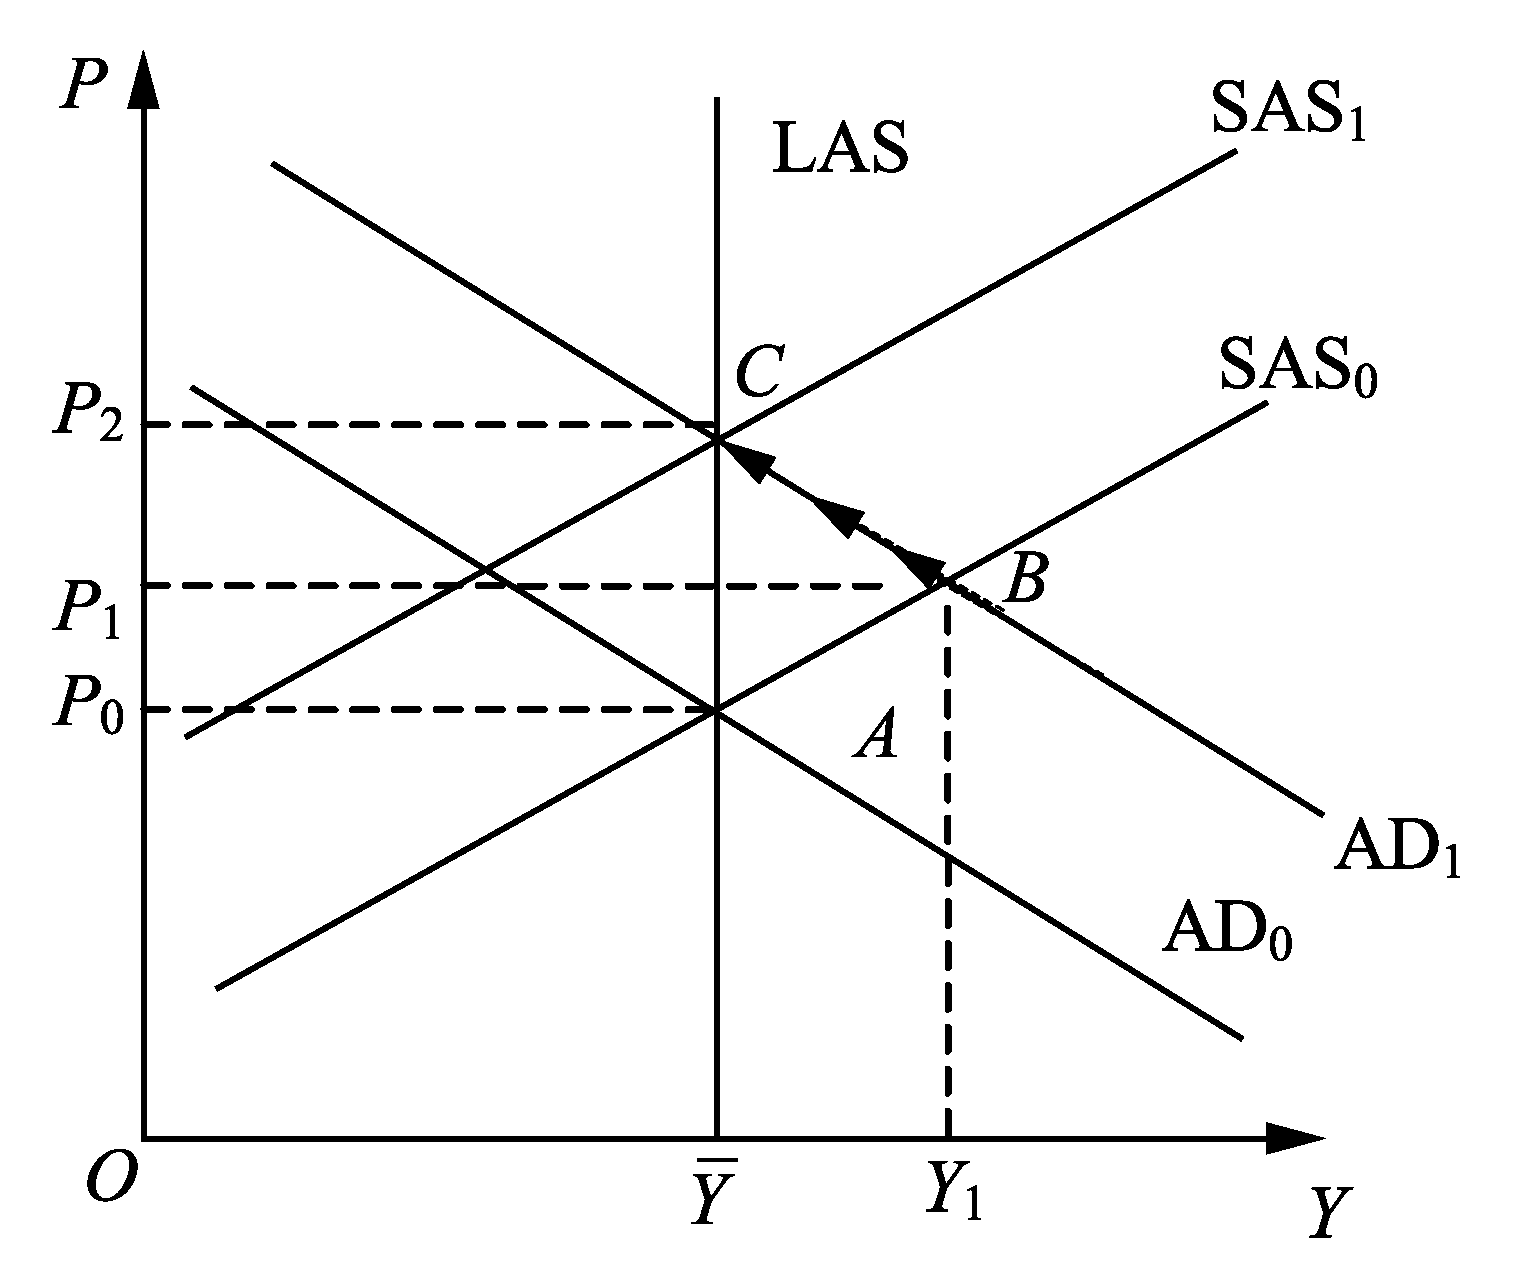 P
SAS₁
LAS
SAS₀
C
P₂
B
P₁
P₀
A
AD₁
AD₀
O
Y̅
Y₁
Y